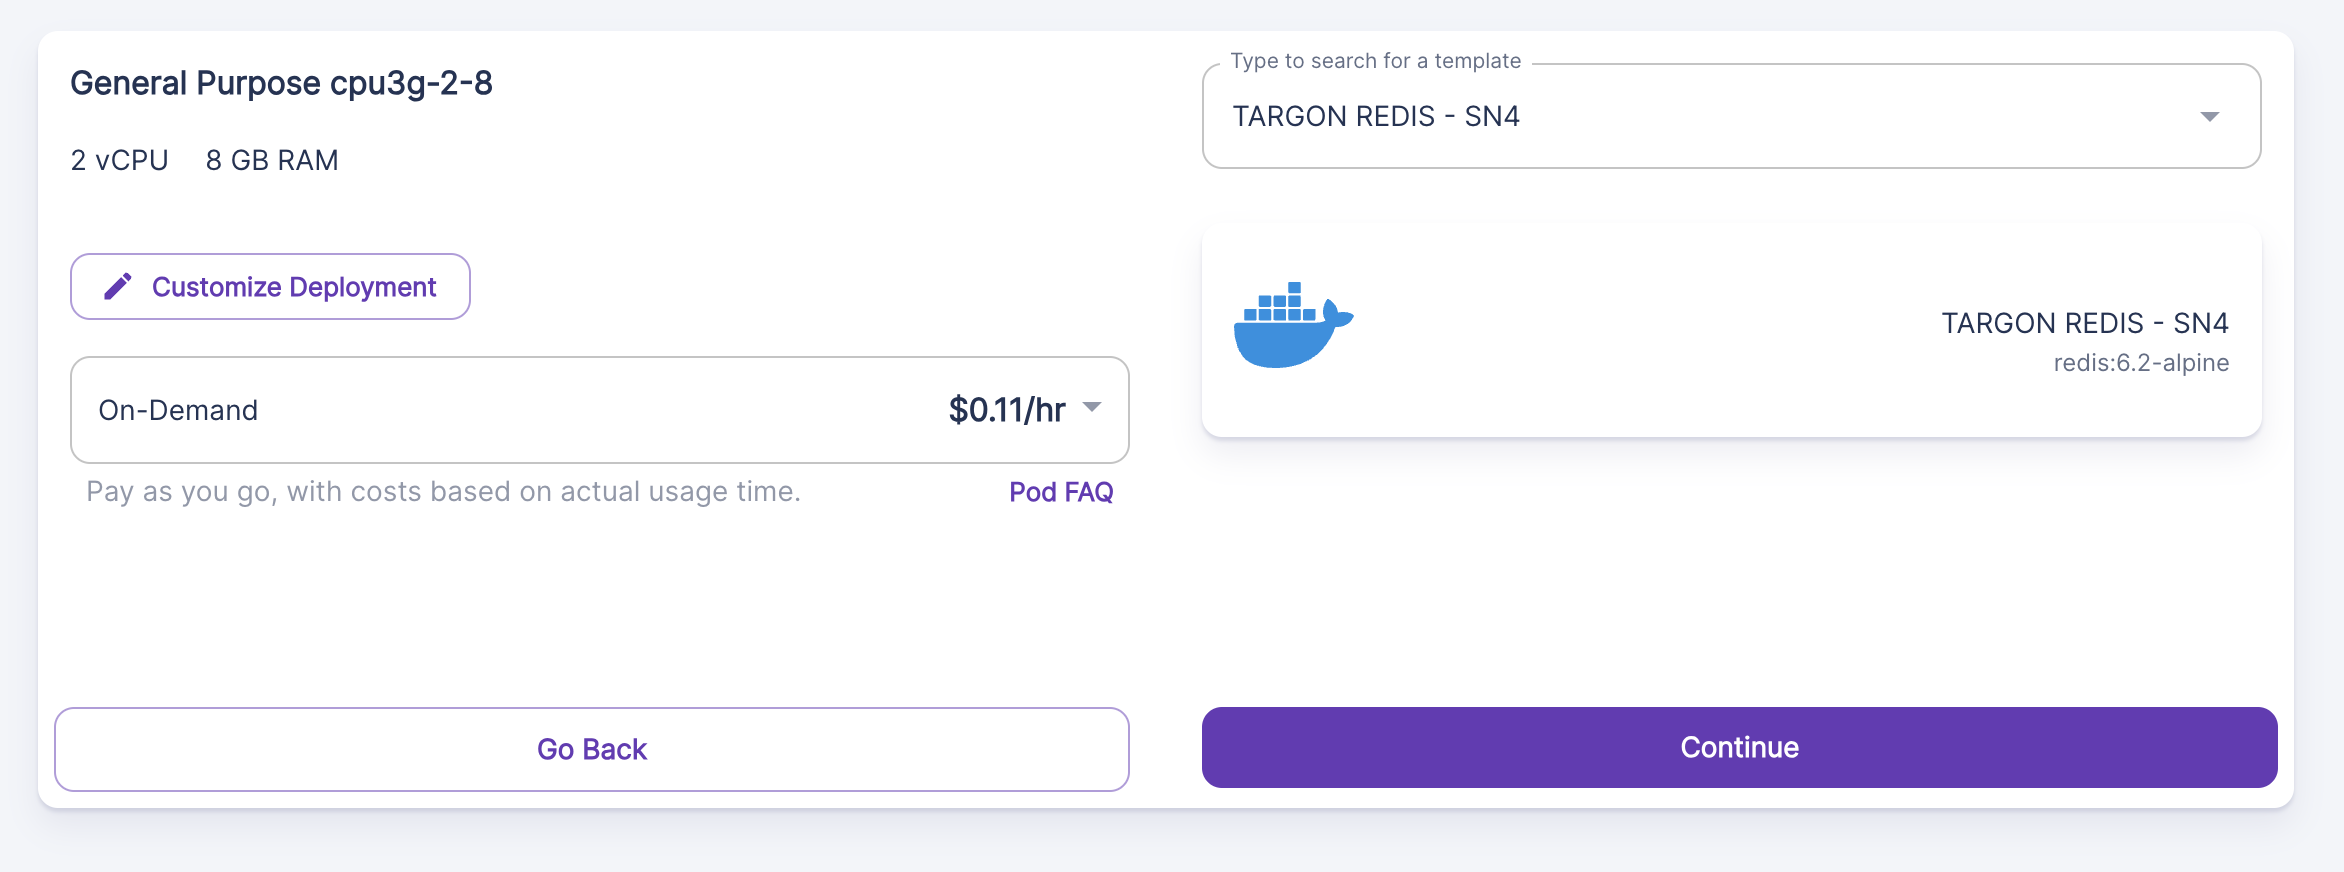 General Purpose cpu3g-2-8
2 vCPU 8 GB RAM
Customize Deployment
On-Demand $0.11/hr
Pay as you go, with costs based on actual usage time. Pod FAQ
Type to search for a template
TARGON REDIS - SN4
TARGON REDIS - SN4
redis:6.2-alpine
Go Back
Continue